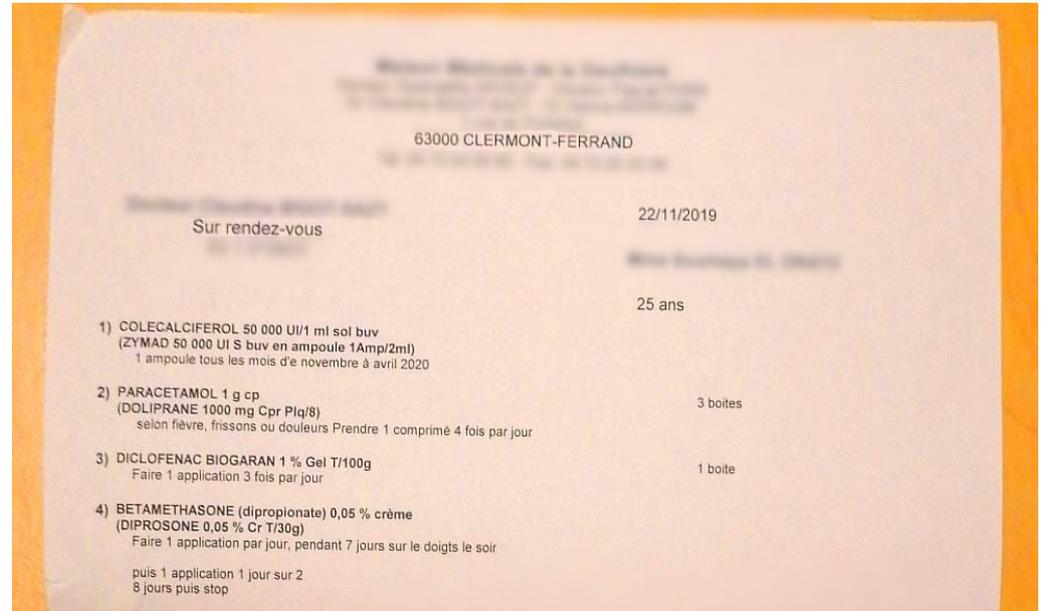 63000 CLERMONT-FERRAND
22/11/2019
Sur rendez-vous
25 ans
1) COLECALCIFEROL 50 000 UI/1 ml sol buv
(ZYMAD 50 000 UI S buv en ampoule 1Amp/2ml)
1 ampoule tous les mois d'e novembre à avril 2020
2) PARACETAMOL 1 g cp 3 boites
(DOLIPRANE 1000 mg Cpr Plq/8)
selon fièvre, frissons ou douleurs Prendre 1 comprimé 4 fois par jour
3) DICLOFENAC BIOGARAN 1 % Gel T/100g 1 boite
Faire 1 application 3 fois par jour
4) BETAMETHASONE (dipropionate) 0,05 % crème
(DIPROSONE 0,05 % Cr T/30g)
Faire 1 application par jour, pendant 7 jours sur le doigts le soir
puis 1 application 1 jour sur 2
8 jours puis stop